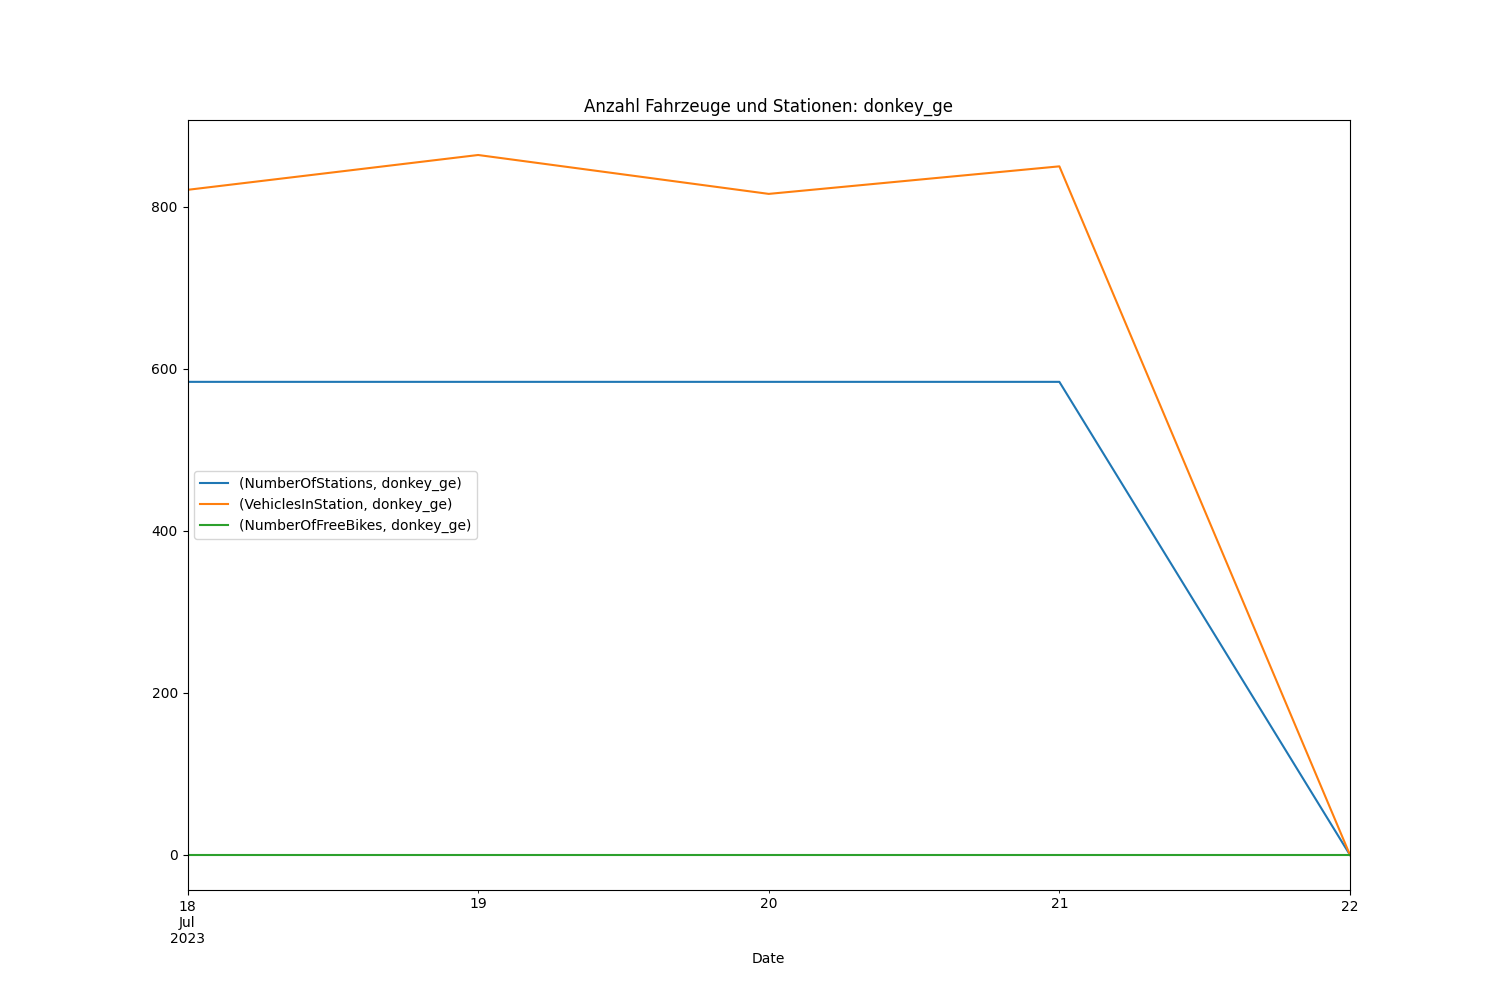 Anzahl Fahrzeuge und Stationen: donkey_ge
800
600
400
200
0
(NumberOfStations, donkey_ge)
(VehiclesInStation, donkey_ge)
(NumberOfFreeBikes, donkey_ge)
18 19 20 21 22
Jul
2023
Date